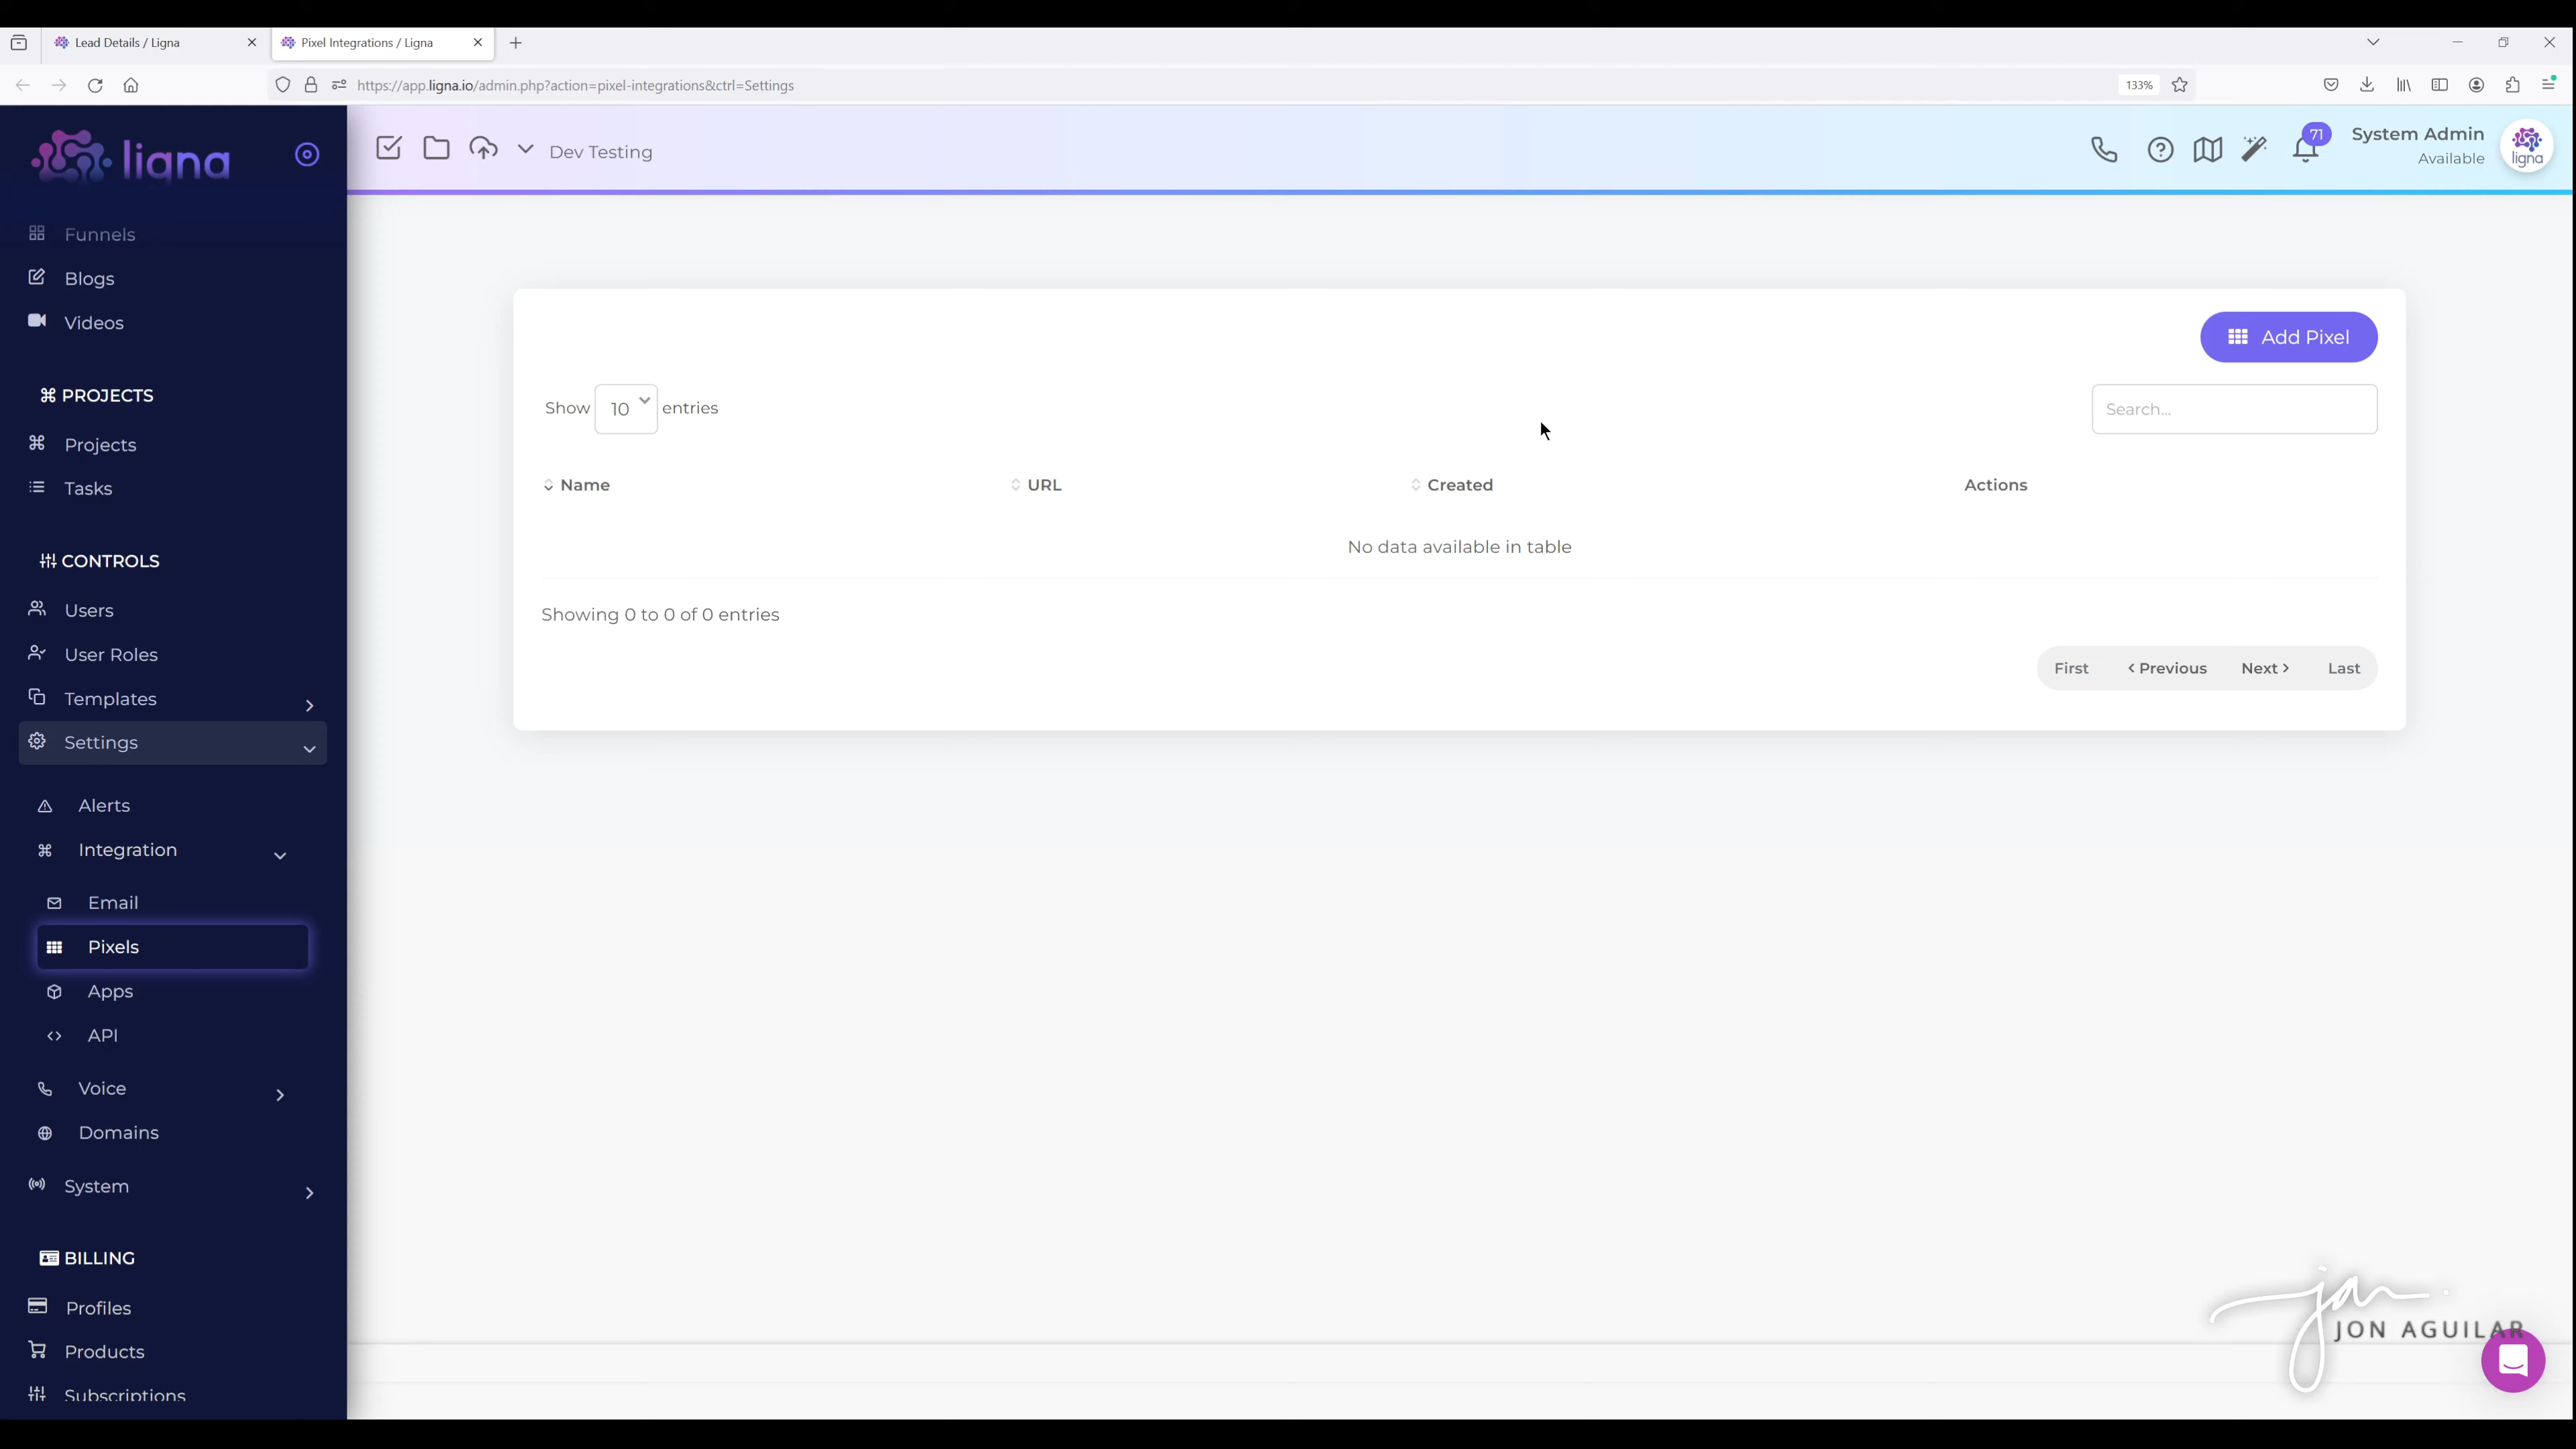 Lead Details / Ligna
Pixel Integrations / Ligna
https://app.ligna.io/admin.php?action=pixel-integrations&ctrl=Settings
133%
ligna
Dev Testing
71
System Admin
Available
ligna
Funnels
Blogs
Videos
PROJECTS
Projects
Tasks
CONTROLS
Users
User Roles
Templates
Settings
Alerts
Integration
Email
Pixels
Apps
API
Voice
Domains
System
BILLING
Profiles
Products
Subscriptions
Add Pixel
Show 10 entries
Search...
Name URL Created Actions
No data available in table
Showing 0 to 0 of 0 entries
First < Previous Next > Last
jon.
JON AGUILAR